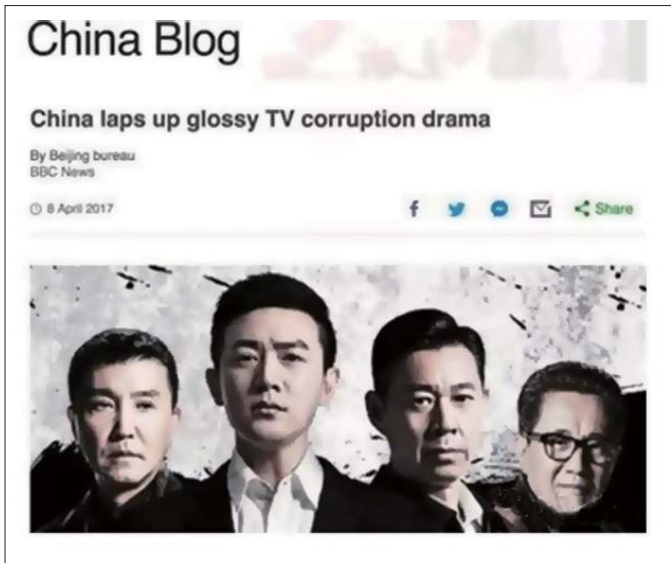 China Blog
China laps up glossy TV corruption drama
By Beijing bureau
BBC News
8 April 2017
Share